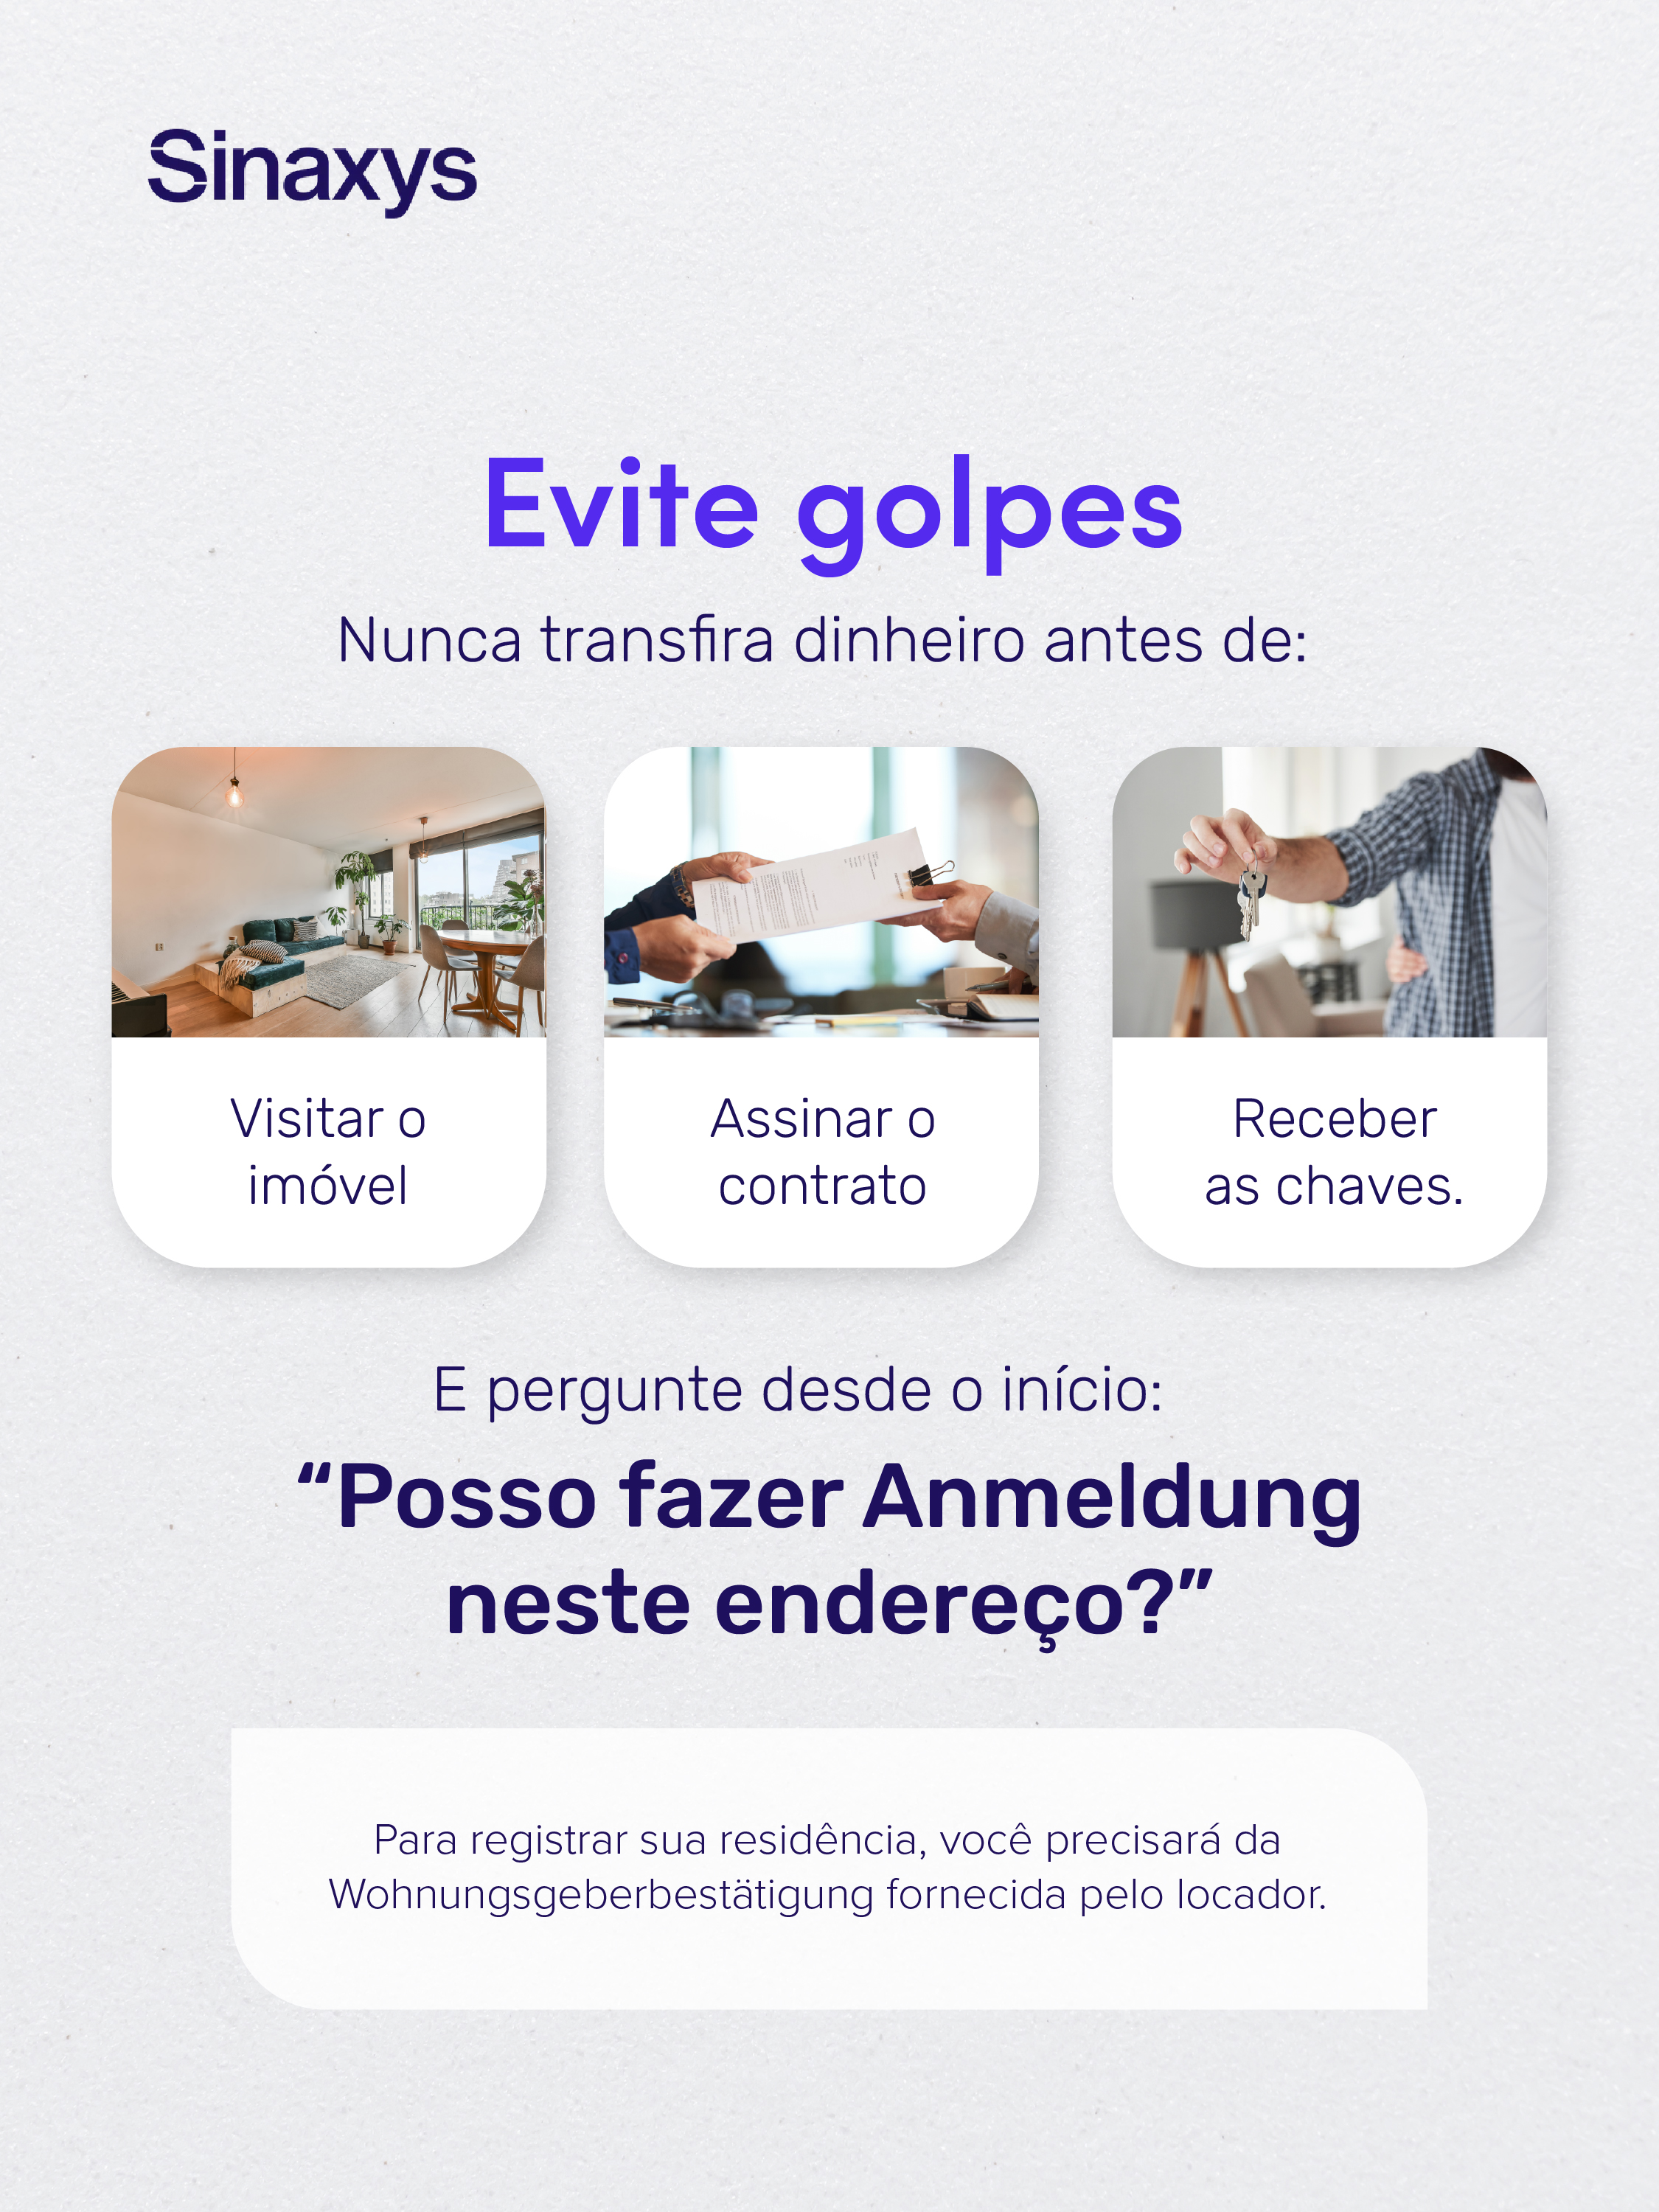 Sinaxys
Evite golpes
Nunca transfira dinheiro antes de:
Visitar o
imóvel
Assinar o
contrato
Receber
as chaves.
E pergunte desde o início:
“Posso fazer Anmeldung
neste endereço?”
Para registrar sua residência, você precisará da
Wohnungsgeberbestätigung fornecida pelo locador.